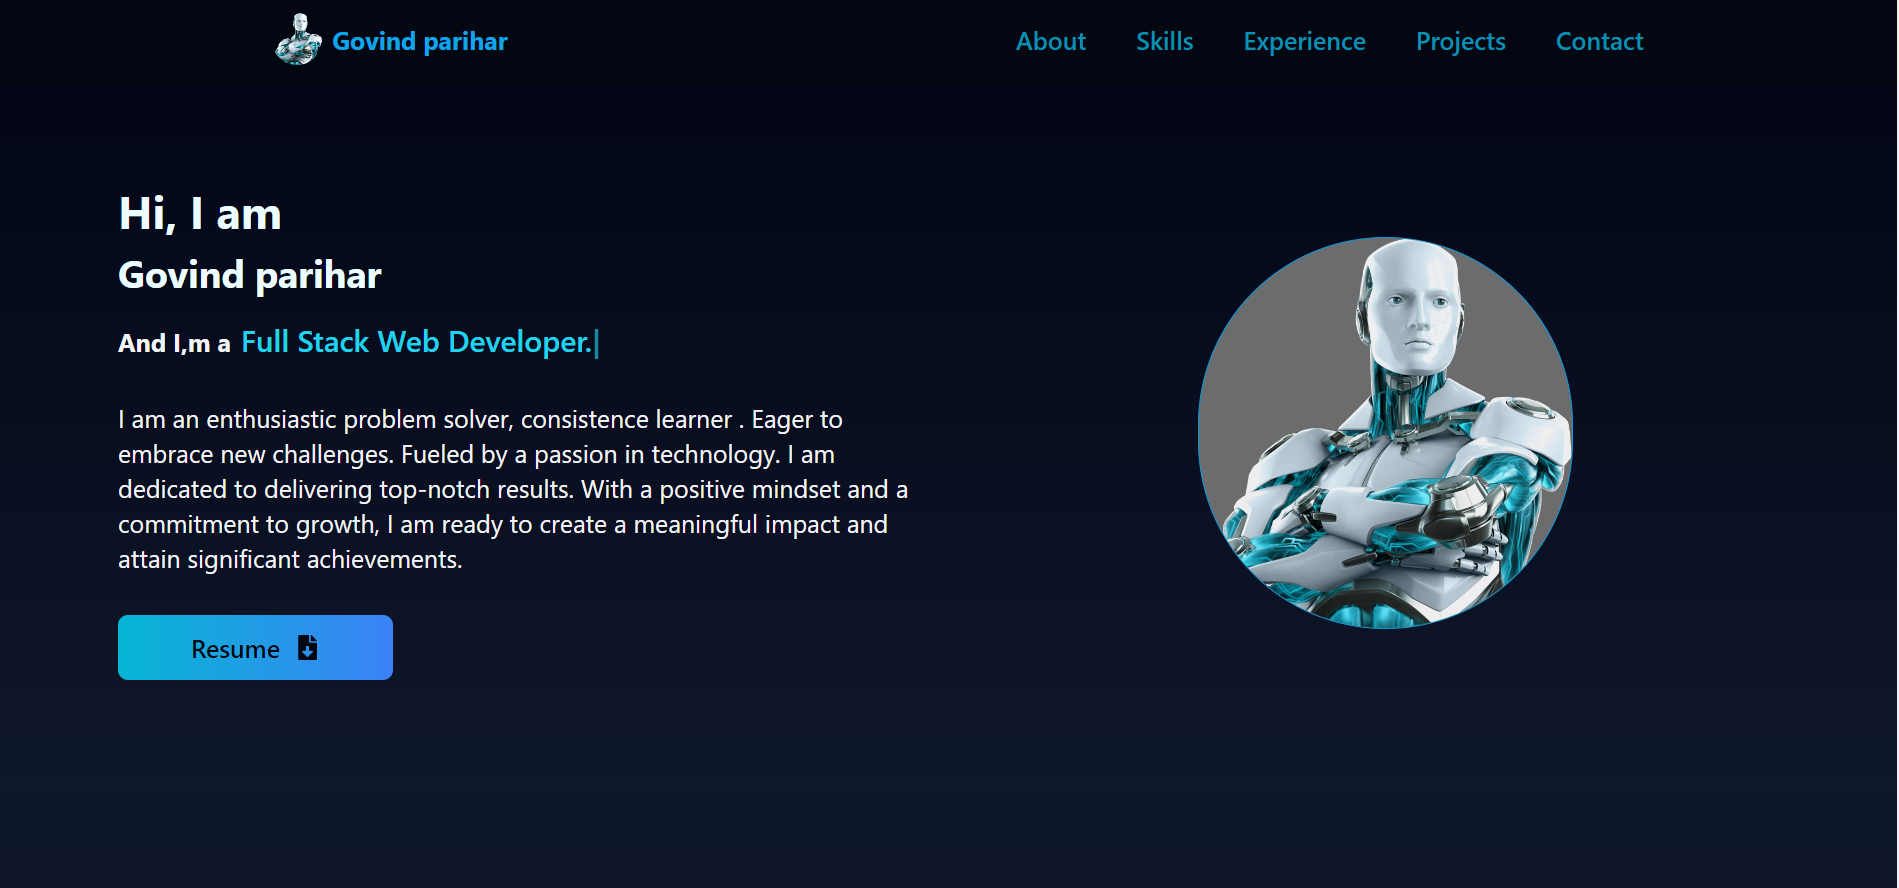 Govind parihar
About Skills Experience Projects Contact
Hi, I am
Govind parihar
And I,m a Full Stack Web Developer.|
I am an enthusiastic problem solver, consistence learner . Eager to
embrace new challenges. Fueled by a passion in technology. I am
dedicated to delivering top-notch results. With a positive mindset and a
commitment to growth, I am ready to create a meaningful impact and
attain significant achievements.
Resume